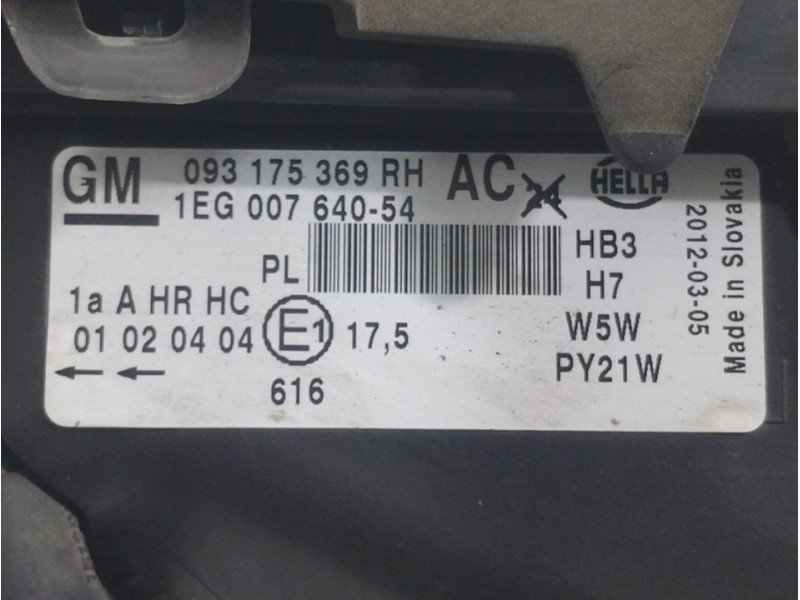 GM
093 175 369 RH AC 24 HELLA
1EG 007 640-54
PL
HB3
H7
W5W
PY21W
1a A HR HC
01 02 04 04
E1 17,5
616
2012-03-05
Made in Slovakia